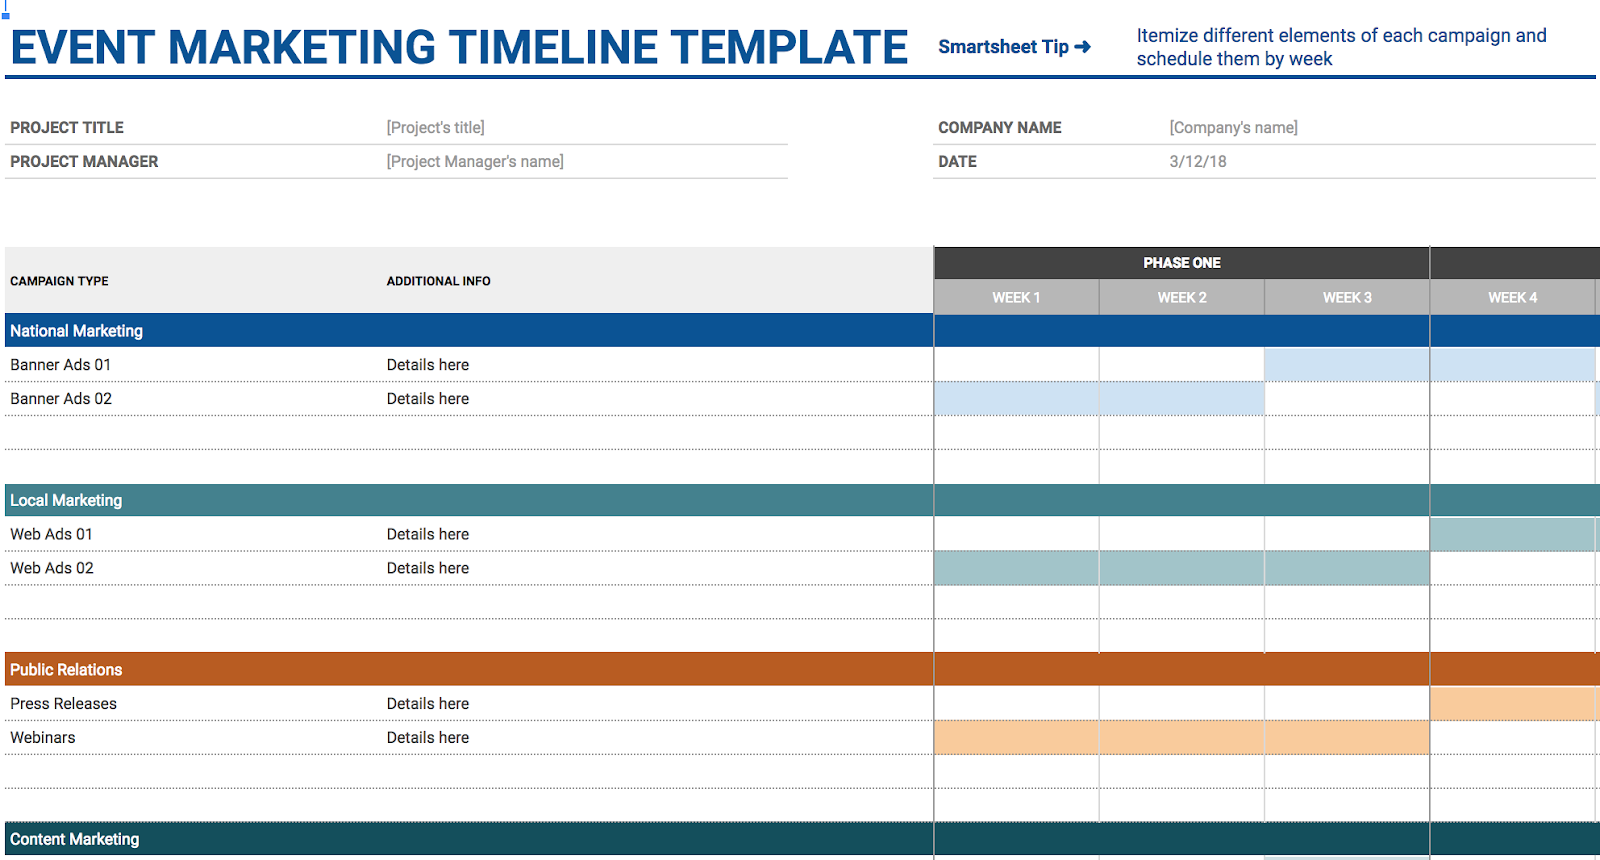 EVENT MARKETING TIMELINE TEMPLATE
Smartsheet Tip ➜
Itemize different elements of each campaign and
schedule them by week
PROJECT TITLE [Project's title] COMPANY NAME [Company's name]
PROJECT MANAGER [Project Manager's name] DATE 3/12/18
PHASE ONE
CAMPAIGN TYPE ADDITIONAL INFO
WEEK 1 WEEK 2 WEEK 3 WEEK 4
National Marketing
Banner Ads 01 Details here
Banner Ads 02 Details here
Local Marketing
Web Ads 01 Details here
Web Ads 02 Details here
Public Relations
Press Releases Details here
Webinars Details here
Content Marketing